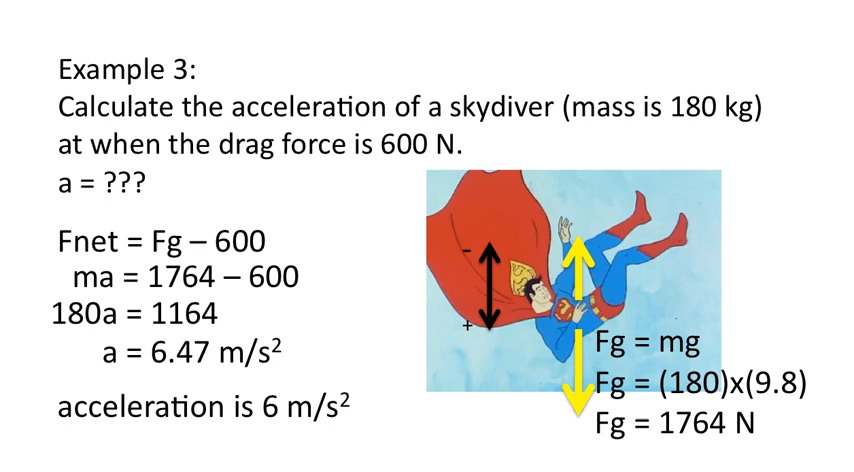 Example 3:
Calculate the acceleration of a skydiver (mass is 180 kg)
at when the drag force is 600 N.
a = ???
Fnet = Fg – 600
ma = 1764 – 600
180a = 1164
a = 6.47 m/s²
acceleration is 6 m/s²
-
+
S
Fg = mg
Fg = (180)x(9.8)
Fg = 1764 N